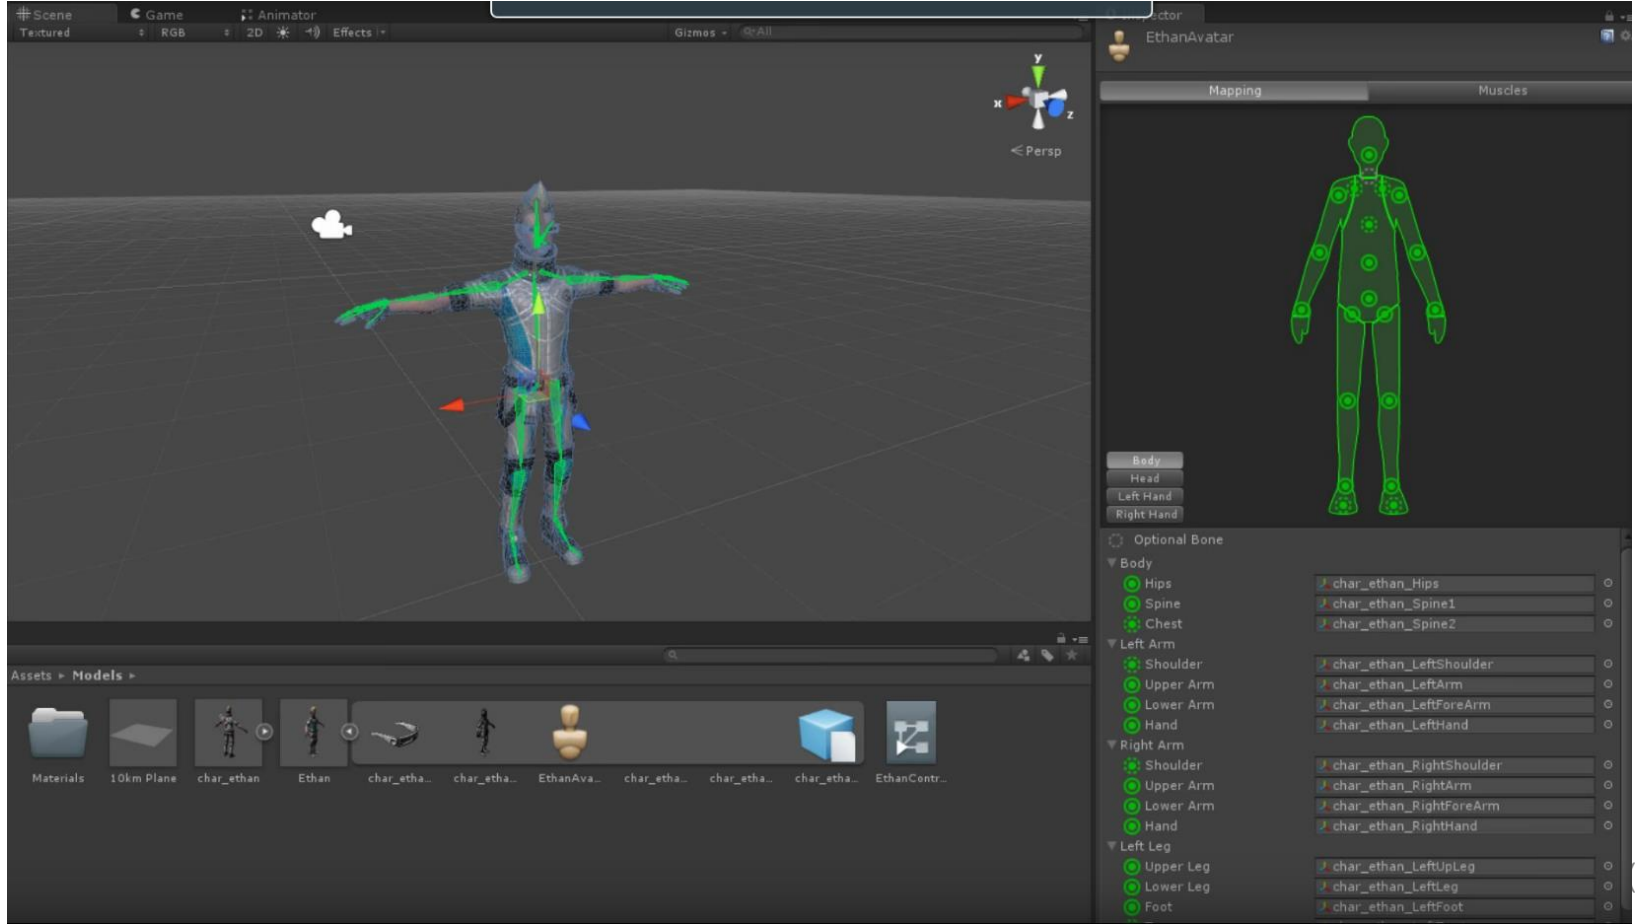 Scene
Game
Animator
Textured
RGB
2D
Effects
Gizmos
All
y
x
z
Persp
EthanAvatar
Mapping
Muscles
Body
Head
Left Hand
Right Hand
Optional Bone
Body
Hips char_ethan_Hips
Spine char_ethan_Spine1
Chest char_ethan_Spine2
Left Arm
Shoulder char_ethan_LeftShoulder
Upper Arm char_ethan_LeftArm
Lower Arm char_ethan_LeftForeArm
Hand char_ethan_LeftHand
Right Arm
Shoulder char_ethan_RightShoulder
Upper Arm char_ethan_RightArm
Lower Arm char_ethan_RightForeArm
Hand char_ethan_RightHand
Left Leg
Upper Leg char_ethan_LeftUpLeg
Lower Leg char_ethan_LeftLeg
Foot char_ethan_LeftFoot
Assets ▸ Models ▸
Materials
10km Plane
char_ethan
Ethan
char_etha...
char_etha...
EthanAva...
char_etha...
char_etha...
char_etha...
EthanContr...